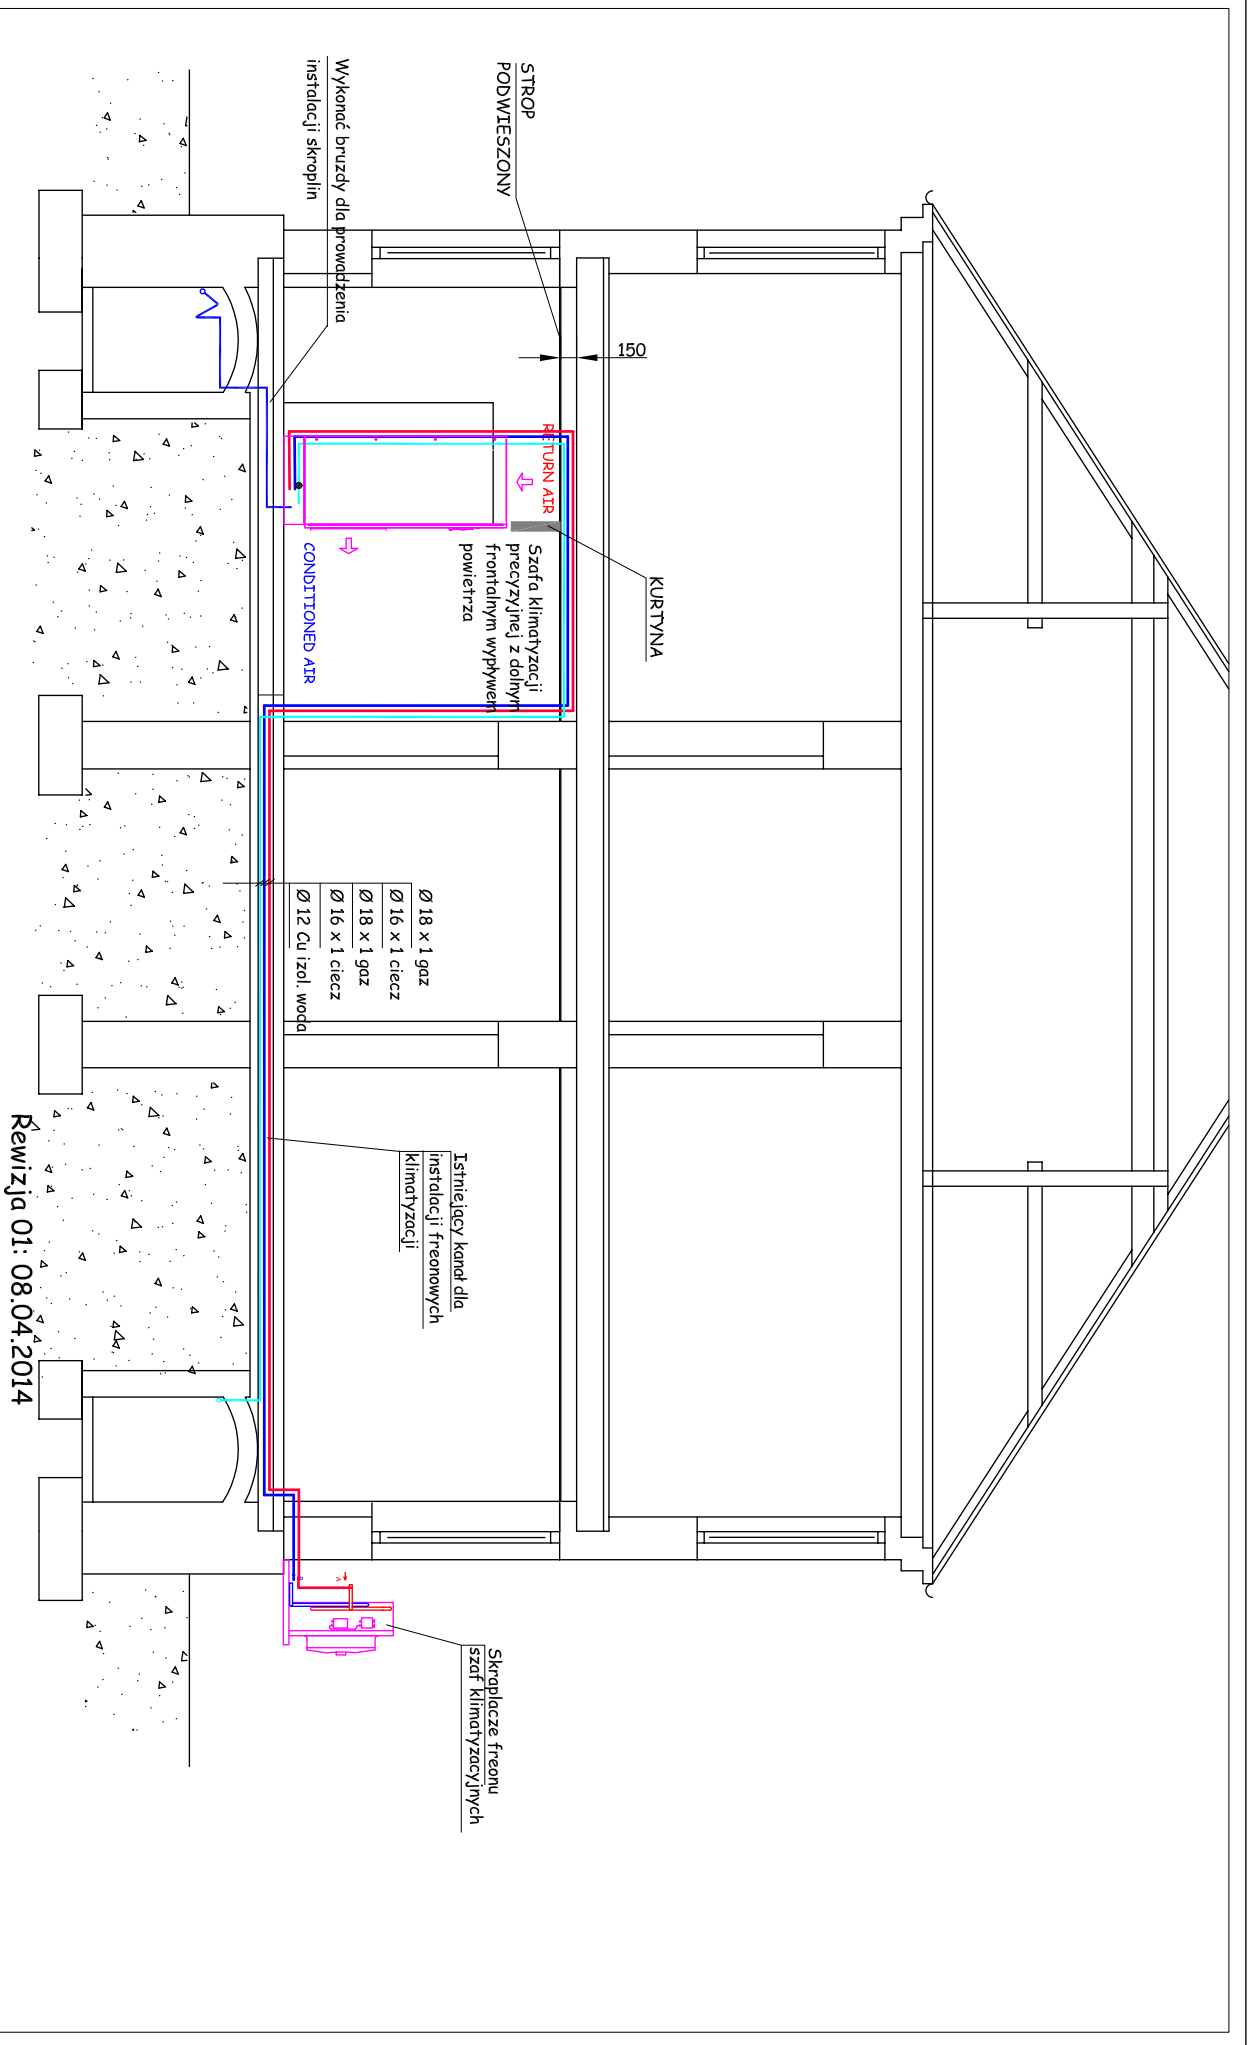 STROP
PODWIESZONY
Wykonać bruzdy dla prowadzenia
instalacji skroplin
150
RETURN AIR
KURTYNA
Szafa klimatyzacji
precyzyjnej z dolnym
frontalnym wypływem
powietrza
CONDITIONED AIR
Ø 18 x 1 gaz
Ø 16 x 1 ciecz
Ø 18 x 1 gaz
Ø 16 x 1 ciecz
Ø 12 Cu izol. woda
Istniejący kanał dla
instalacji freonowych
klimatyzacji
Skraplacze freonu
szaf klimatyzacyjnych
Rewizja 01: 08.04.2014